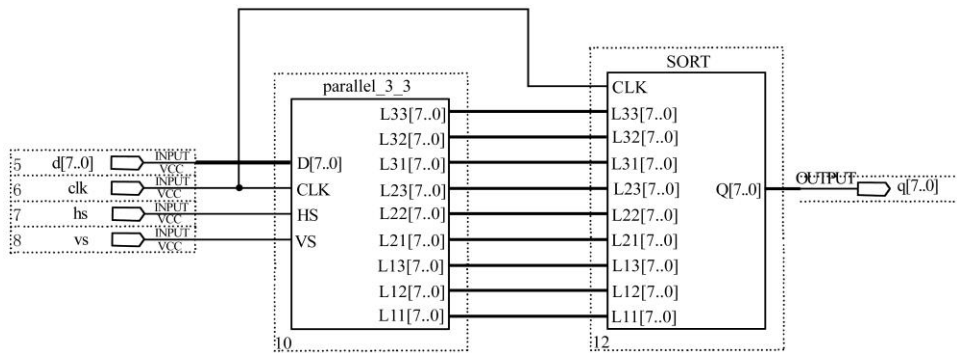 SORT
parallel_3_3
CLK
L33[7..0] L33[7..0]
L32[7..0] L32[7..0]
5 d[7..0] INPUT VCC D[7..0] L31[7..0] L31[7..0]
6 clk INPUT VCC CLK L23[7..0] L23[7..0] Q[7..0] OUTPUT q[7..0]
7 hs INPUT VCC HS L22[7..0] L22[7..0]
8 vs INPUT VCC VS L21[7..0] L21[7..0]
L13[7..0] L13[7..0]
L12[7..0] L12[7..0]
L11[7..0] L11[7..0]
10 12